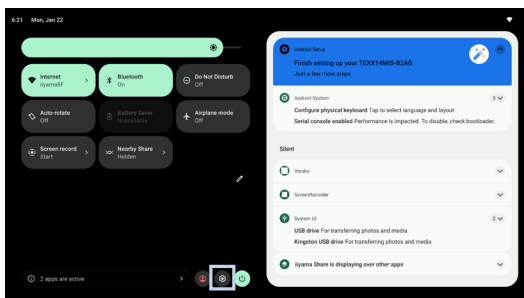 6:21 Mon, Jan 22
Internet
iiyama8F
Bluetooth
On
Do Not Disturb
Off
Auto-rotate
Off
Battery Saver
Unavailable
Airplane mode
Off
Screen record
Start
Nearby Share
Hidden
2 apps are active
Android Setup
Finish setting up your TEXX14MIS-B2AG
Just a few more steps
Android System
3
Configure physical keyboard Tap to select language and layout
Serial console enabled Performance is impacted. To disable, check bootloader.
Silent
Vendor
ScreenRecorder
System UI
2
USB drive For transferring photos and media
Kingston USB drive For transferring photos and media
iiyama Share is displaying over other apps